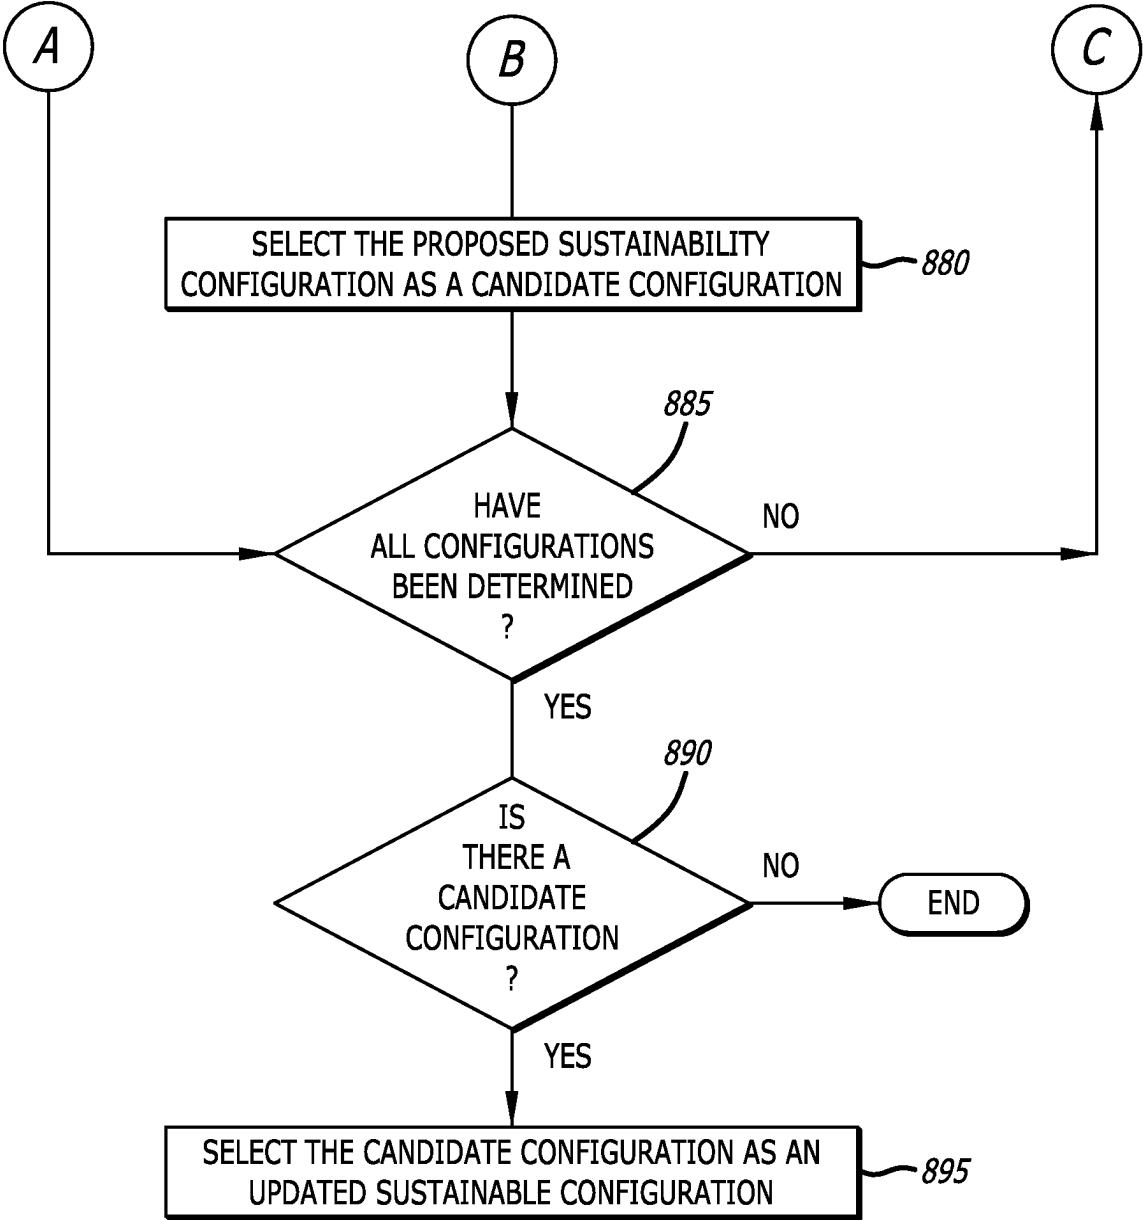 A
B
C
SELECT THE PROPOSED SUSTAINABILITY
CONFIGURATION AS A CANDIDATE CONFIGURATION
880
885
HAVE
ALL CONFIGURATIONS
BEEN DETERMINED
?
NO
YES
890
IS
THERE A
CANDIDATE
CONFIGURATION
?
NO
END
YES
SELECT THE CANDIDATE CONFIGURATION AS AN
UPDATED SUSTAINABLE CONFIGURATION
895